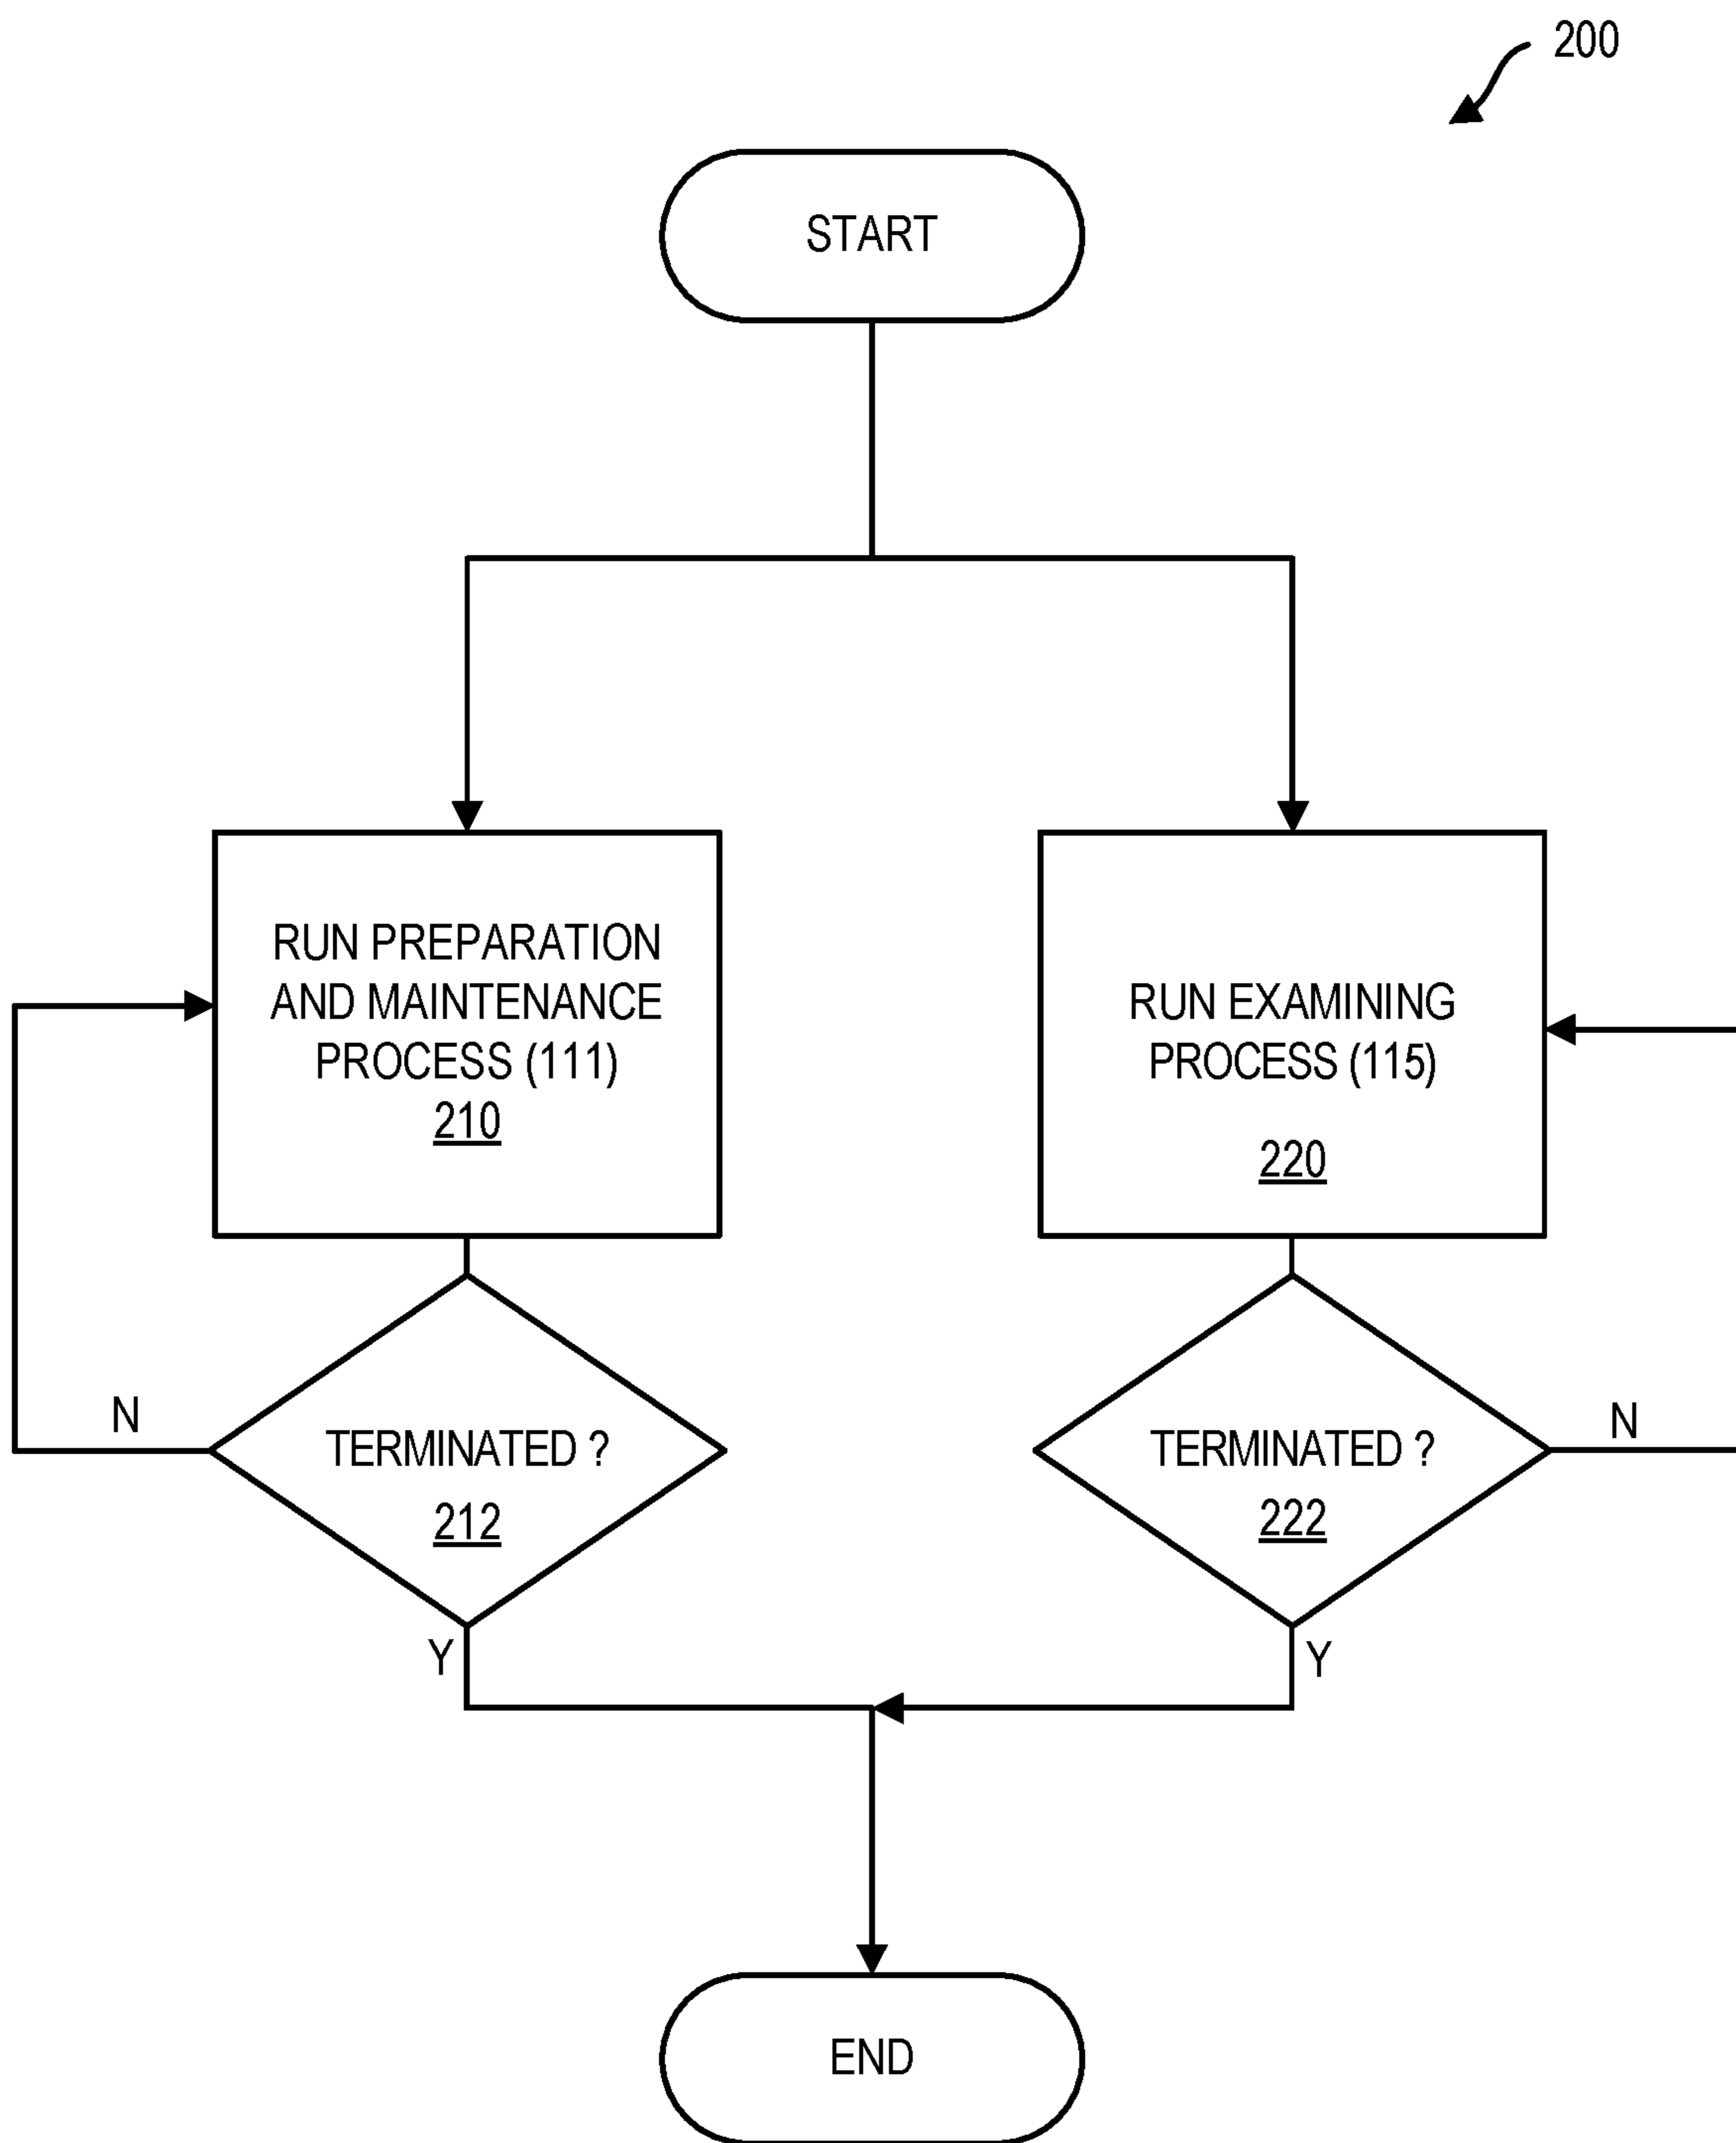 200
START
RUN PREPARATION
AND MAINTENANCE
PROCESS (111)
210
RUN EXAMINING
PROCESS (115)
220
N
TERMINATED ?
212
Y
TERMINATED ?
222
N
Y
END